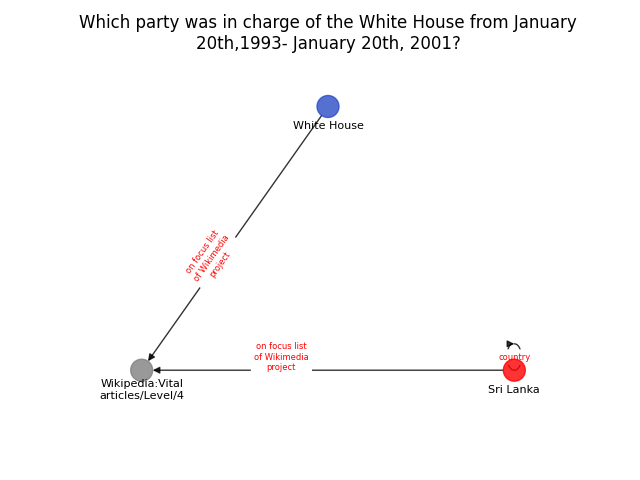 Which party was in charge of the White House from January
20th,1993- January 20th, 2001?
White House
on focus list
of Wikimedia
project
on focus list
of Wikimedia
project
country
Wikipedia:Vital
articles/Level/4
Sri Lanka